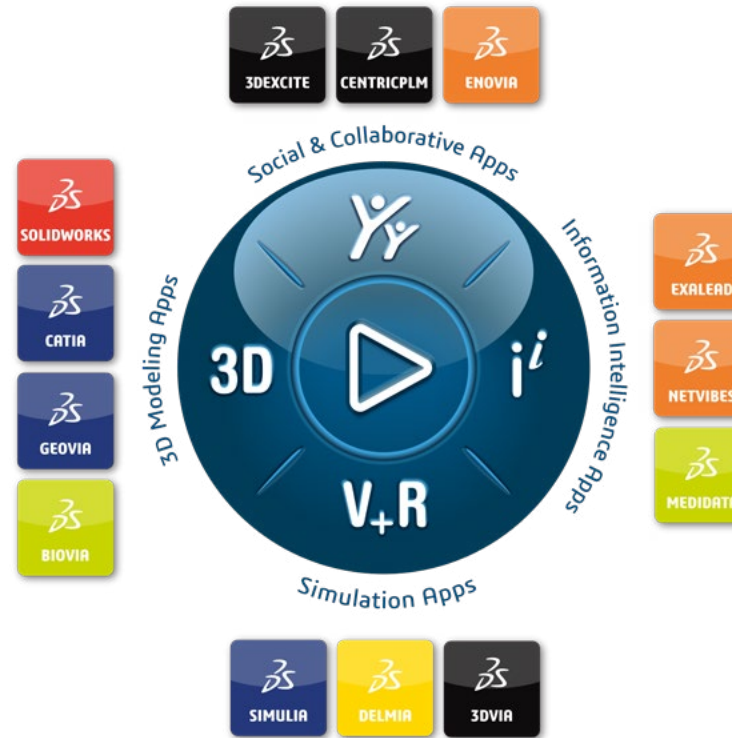 3DEXCITE
CENTRICPLM
ENOVIA
Social & Collaborative Apps
SOLIDWORKS
CATIA
GEOVIA
BIOVIA
3D Modeling Apps
3D
i i
V+R
Information Intelligence Apps
EXALEAD
NETVIBES
MEDIDATA
Simulation Apps
SIMULIA
DELMIA
3DVIA